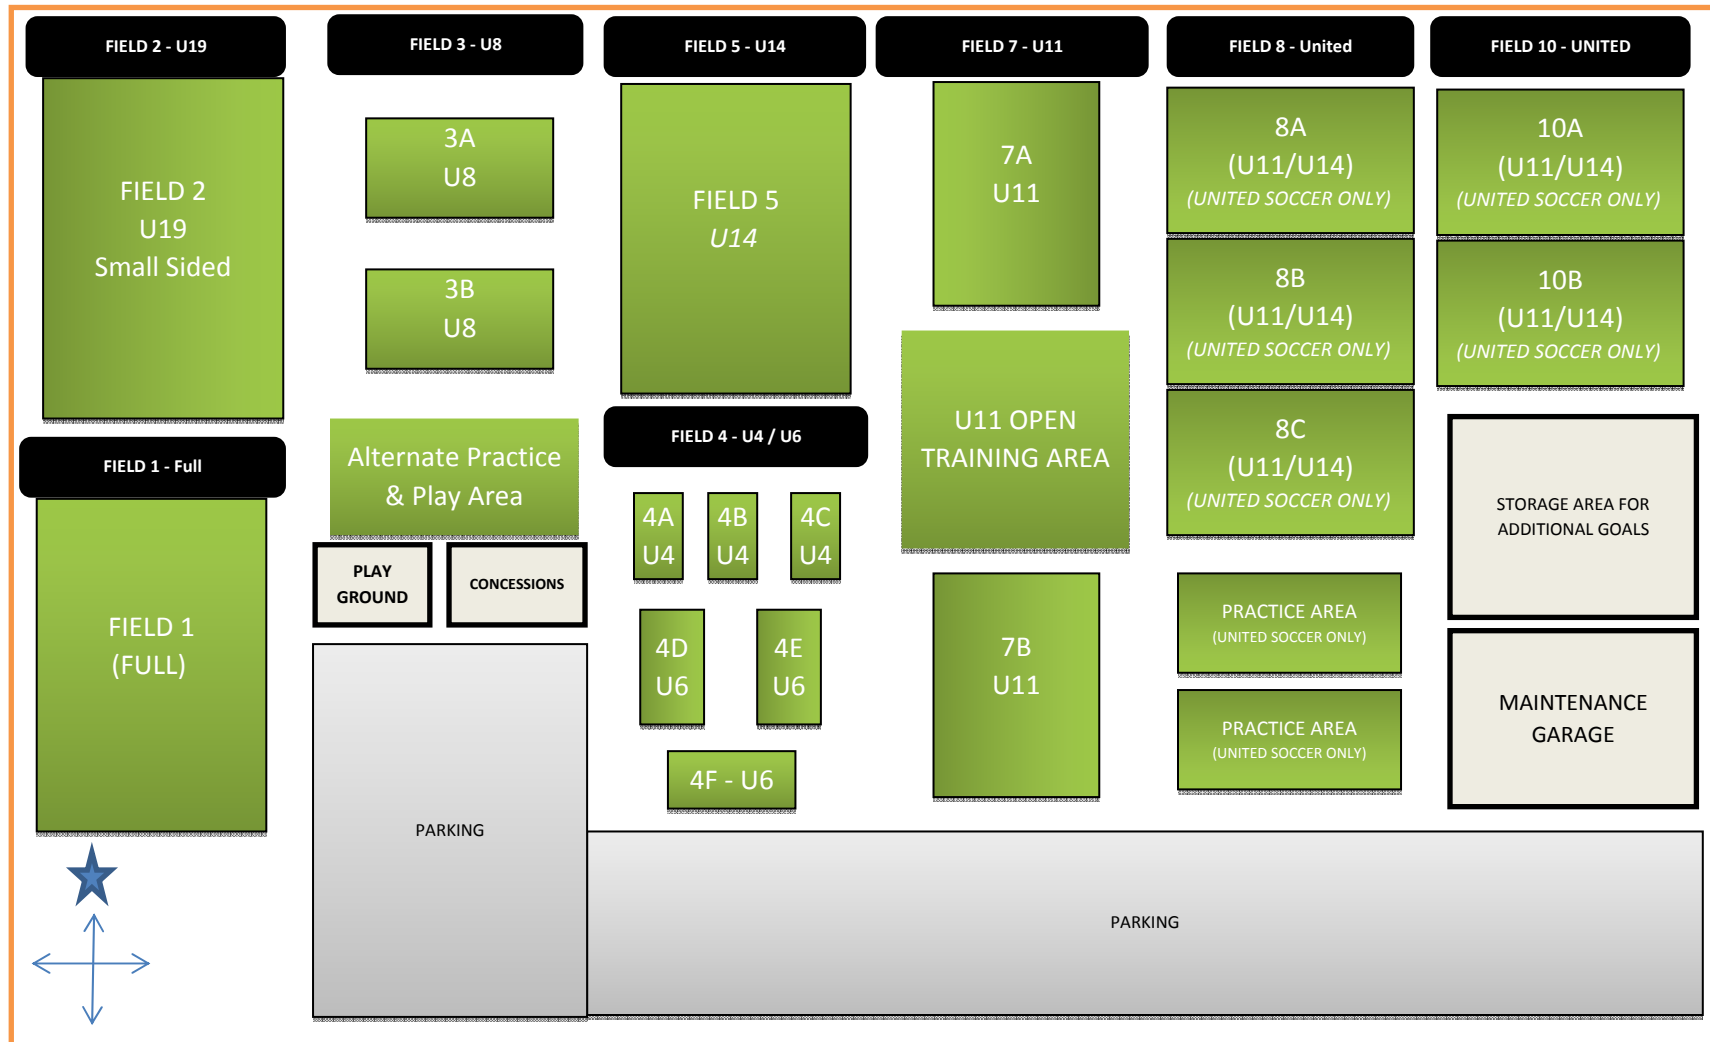 FIELD 2 - U19
FIELD 3 - U8
FIELD 5 - U14
FIELD 7 - U11
FIELD 8 - United
FIELD 10 - UNITED
FIELD 2
U19
Small Sided
3A
U8
3B
U8
FIELD 5
U14
7A
U11
8A
(U11/U14)
(UNITED SOCCER ONLY)
10A
(U11/U14)
(UNITED SOCCER ONLY)
8B
(U11/U14)
(UNITED SOCCER ONLY)
10B
(U11/U14)
(UNITED SOCCER ONLY)
FIELD 1 - Full
Alternate Practice
& Play Area
FIELD 4 - U4 / U6
U11 OPEN
TRAINING AREA
8C
(U11/U14)
(UNITED SOCCER ONLY)
STORAGE AREA FOR
ADDITIONAL GOALS
4A
U4
4B
U4
4C
U4
PLAY
GROUND
CONCESSIONS
FIELD 1
(FULL)
4D
U6
4E
U6
7B
U11
PRACTICE AREA
(UNITED SOCCER ONLY)
PRACTICE AREA
(UNITED SOCCER ONLY)
MAINTENANCE
GARAGE
4F - U6
PARKING
PARKING